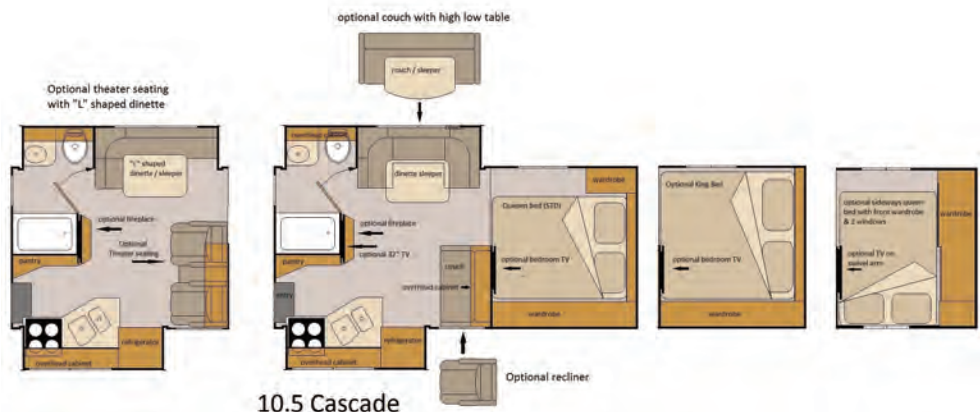 optional couch with high low table
couch / sleeper
Optional theater seating
with "L" shaped dinette
"L" shaped
dinette / sleeper
optional fireplace
Optional
Theater seating
pantry
refrigerator
overhead cabinet
overhead cabinet
dinette sleeper
optional fireplace
optional 32" TV
pantry
entry
couch
overhead cabinet
refrigerator
overhead cabinet
wardrobe
Queen Bed (STD)
optional bedroom TV
wardrobe
Optional King Bed
optional bedroom TV
wardrobe
optional sideways queen
bed with front wardrobe
& 2 windows
wardrobe
optional TV on
swivel arm
Optional recliner
10.5 Cascade